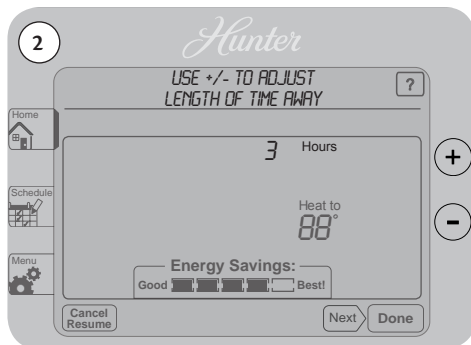 2
Hunter
USE +/- TO ADJUST
LENGTH OF TIME AWAY
?
Home
3 Hours
+
Schedule
Heat to
88°
-
Menu
Energy Savings:
Good Best!
Cancel
Resume
Next
Done